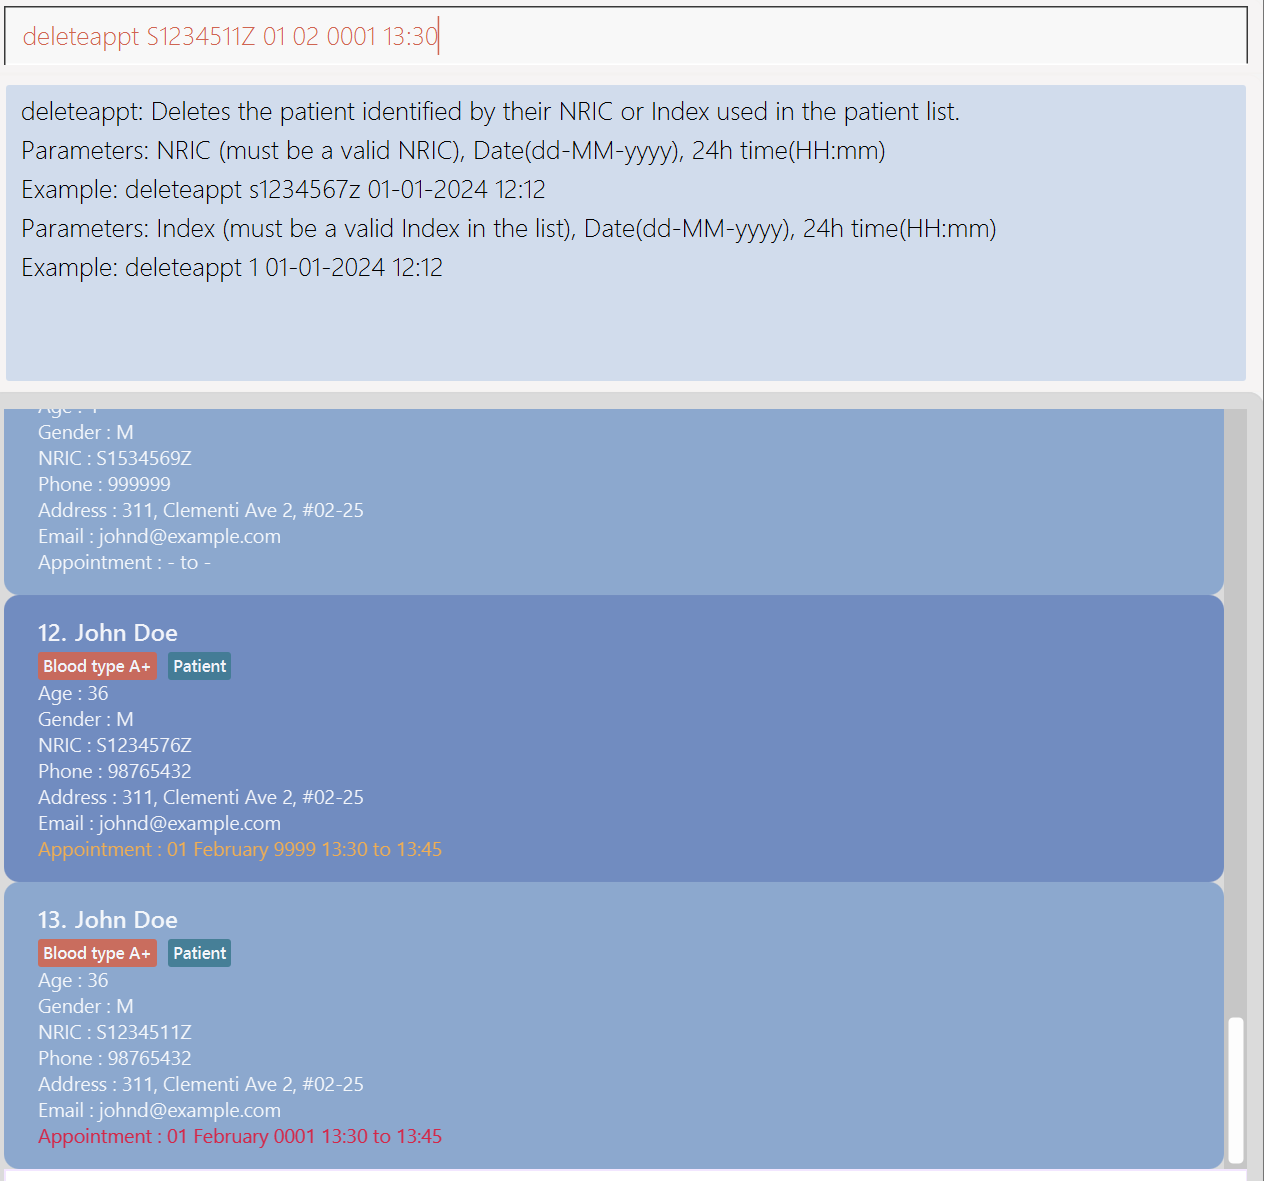 deleteappt S1234511Z 01 02 0001 13:30
deleteappt: Deletes the patient identified by their NRIC or Index used in the patient list.
Parameters: NRIC (must be a valid NRIC), Date(dd-MM-yyyy), 24h time(HH:mm)
Example: deleteappt s1234567z 01-01-2024 12:12
Parameters: Index (must be a valid Index in the list), Date(dd-MM-yyyy), 24h time(HH:mm)
Example: deleteappt 1 01-01-2024 12:12
Gender : M
NRIC : S1534569Z
Phone : 999999
Address : 311, Clementi Ave 2, #02-25
Email : johnd@example.com
Appointment : - to -
12. John Doe
Blood type A+ Patient
Age : 36
Gender : M
NRIC : S1234576Z
Phone : 98765432
Address : 311, Clementi Ave 2, #02-25
Email : johnd@example.com
Appointment : 01 February 9999 13:30 to 13:45
13. John Doe
Blood type A+ Patient
Age : 36
Gender : M
NRIC : S1234511Z
Phone : 98765432
Address : 311, Clementi Ave 2, #02-25
Email : johnd@example.com
Appointment : 01 February 0001 13:30 to 13:45